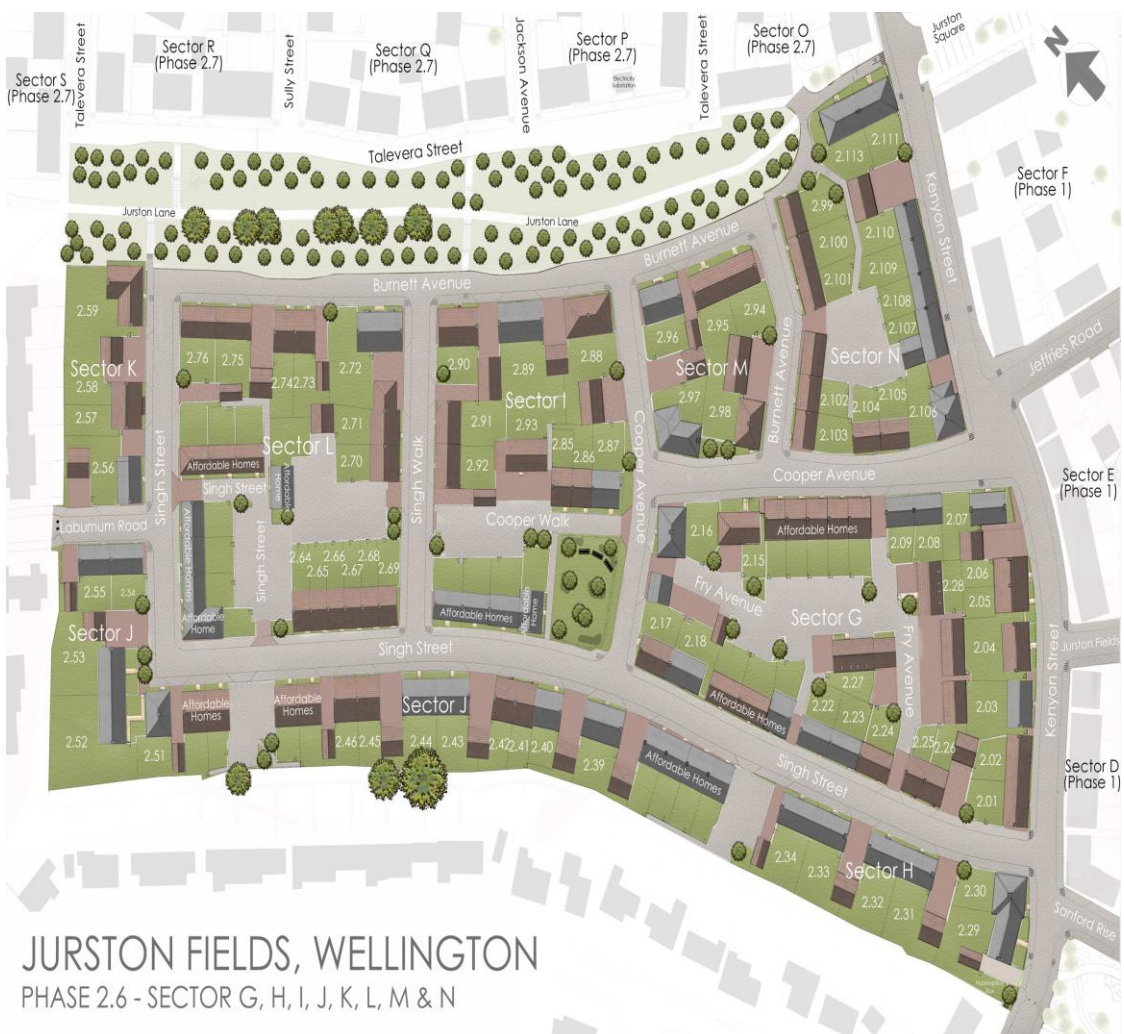 Talevera Street
Sector R
(Phase 2.7)
Sully Street
Sector Q
(Phase 2.7)
Jackson Avenue
Sector P
(Phase 2.7)
Talevera Street
Sector O
(Phase 2.7)
Jurston
Square
N
Sector S
(Phase 2.7)
Electricity
Substation
Talevera Street
Jurston Lane
Jurston Lane
Sector F
(Phase 1)
2.111
2.113
Kenyon Street
Burnett Avenue
Burnett Avenue
2.99
2.100
2.101
2.110
2.109
2.108
2.107
Sector N
2.102
2.103
2.104
2.105
2.106
Jeffries Road
2.59
Sector K
2.58
2.57
2.56
Singh Street
2.76
2.75
2.74
2.73
2.72
2.71
2.70
Sector L
Affordable Homes
Affordable
Home
Singh Street
Singh Street
Affordable Homes
Affordable
Home
2.64
2.65
2.66
2.67
2.68
2.69
Singh Walk
2.90
2.89
2.88
Sector I
2.91
2.93
2.92
2.85
2.86
2.87
Cooper Walk
Affordable Homes
Affordable
Home
Cooper Avenue
2.96
2.95
2.94
Sector M
2.97
2.98
Burnett Avenue
Cooper Avenue
Sector E
(Phase 1)
Laburnum Road
2.55
2.54
Sector J
2.53
2.52
2.51
Singh Street
Affordable
Homes
Affordable
Homes
2.46
2.45
Sector J
2.44
2.43
2.42
2.41
2.40
2.39
2.16
2.15
Affordable Homes
2.09
2.08
2.07
2.28
2.06
2.05
Fry Avenue
Sector G
2.17
2.18
Fry Avenue
2.04
Jurston Fields
2.27
2.22
2.23
2.24
2.25
2.26
2.03
2.02
2.01
Kenyon Street
Affordable Homes
Sector D
(Phase 1)
Singh Street
Affordable Homes
2.34
2.33
Sector H
2.32
2.31
2.30
2.29
Sanford Rise
JURSTON FIELDS, WELLINGTON
PHASE 2.6 - SECTOR G, H, I, J, K, L, M & N